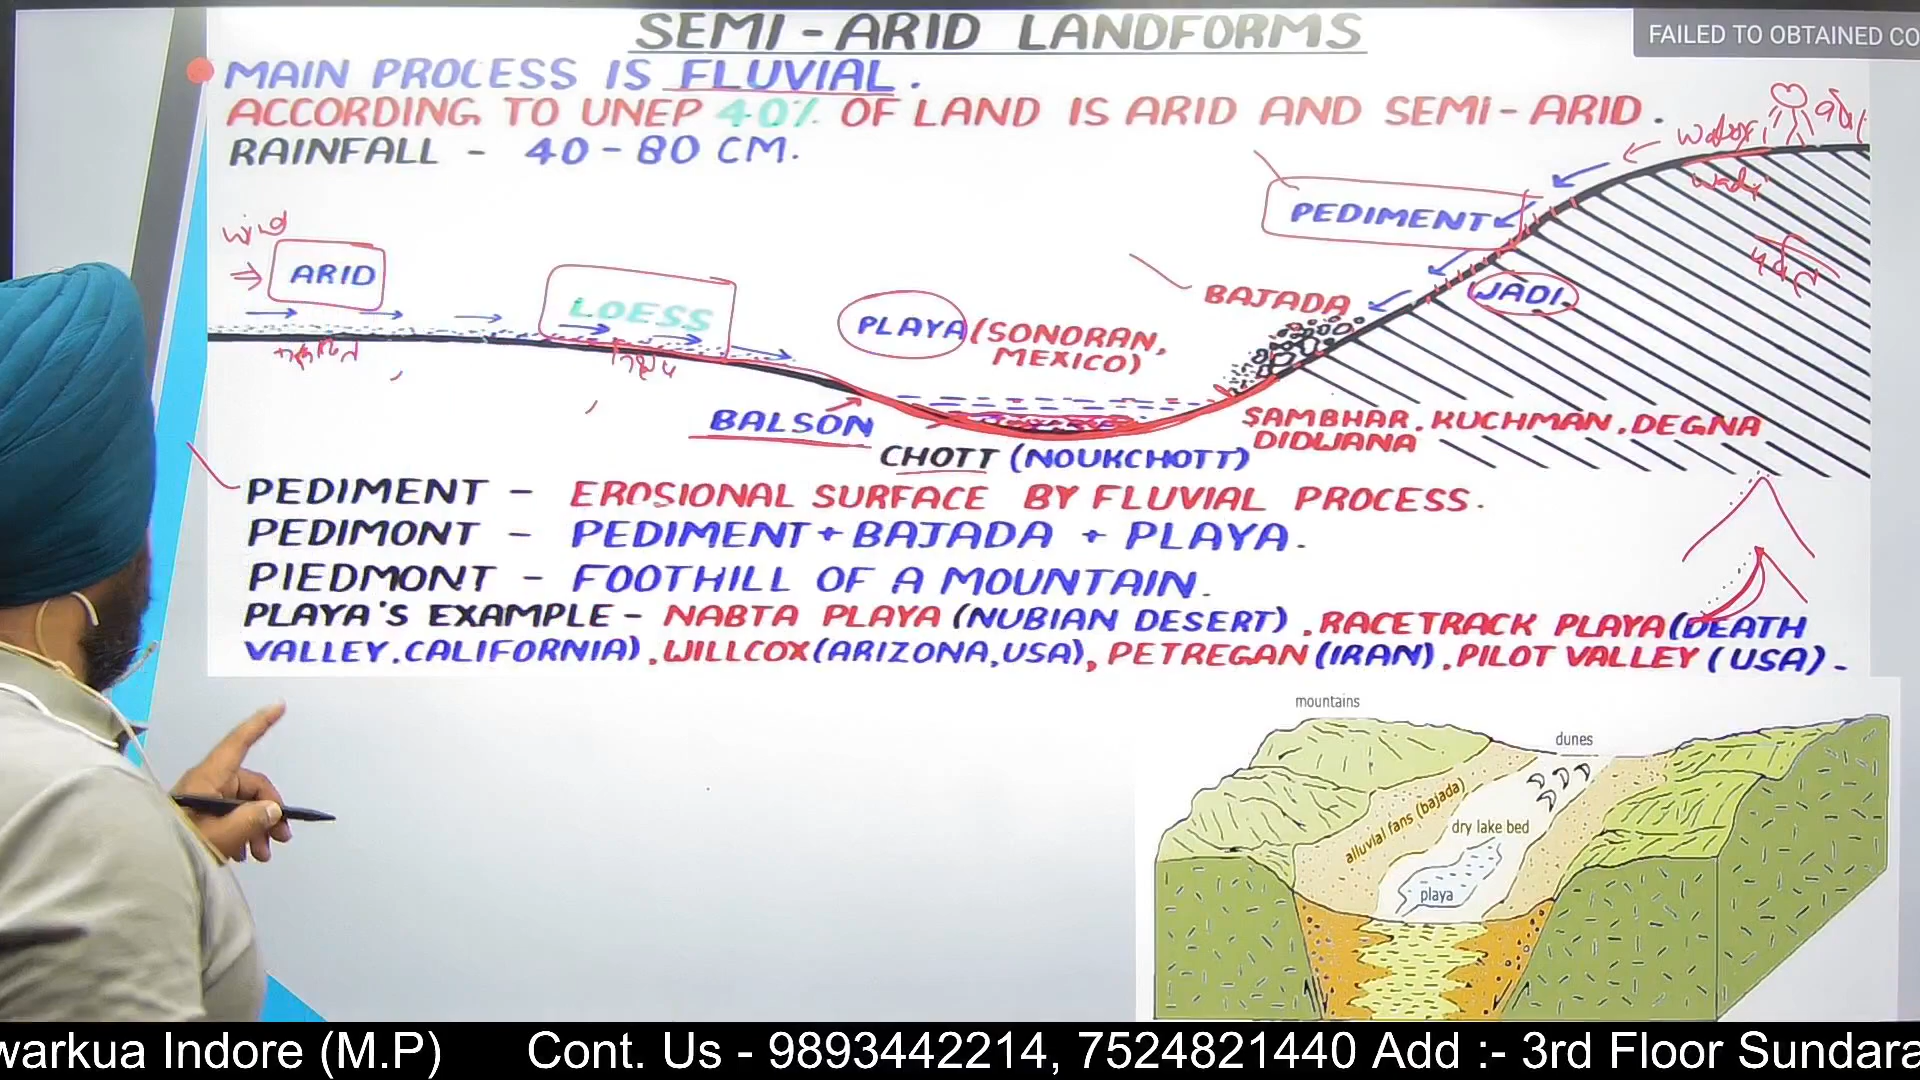 SEMI-ARID LANDFORMS
FAILED TO OBTAINED CO
MAIN PROCESS IS FLUVIAL.
ACCORDING TO UNEP 40% OF LAND IS ARID AND SEMI-ARID.
RAINFALL - 40-80 CM.
wadi
PEDIMENT
ARID
BAJADA
WADI
LOESS
PLAYA (SONORAN,
MEXICO)
BALSON
SAMBHAR, KUCHMAN, DEGNA
DIDWANA
CHOTT (NOUKCHOTT)
PEDIMENT - EROSIONAL SURFACE BY FLUVIAL PROCESS.
PEDIMONT - PEDIMENT + BAJADA + PLAYA.
PIEDMONT - FOOTHILL OF A MOUNTAIN.
PLAYA'S EXAMPLE - NABTA PLAYA (NUBIAN DESERT), RACETRACK PLAYA (DEATH
VALLEY, CALIFORNIA), WILLCOX (ARIZONA, USA), PETREGAN (IRAN), PILOT VALLEY (USA) -
mountains
dunes
alluvial fans (bajada)
dry lake bed
playa
warkua Indore (M.P) Cont. Us - 9893442214, 7524821440 Add :- 3rd Floor Sundara